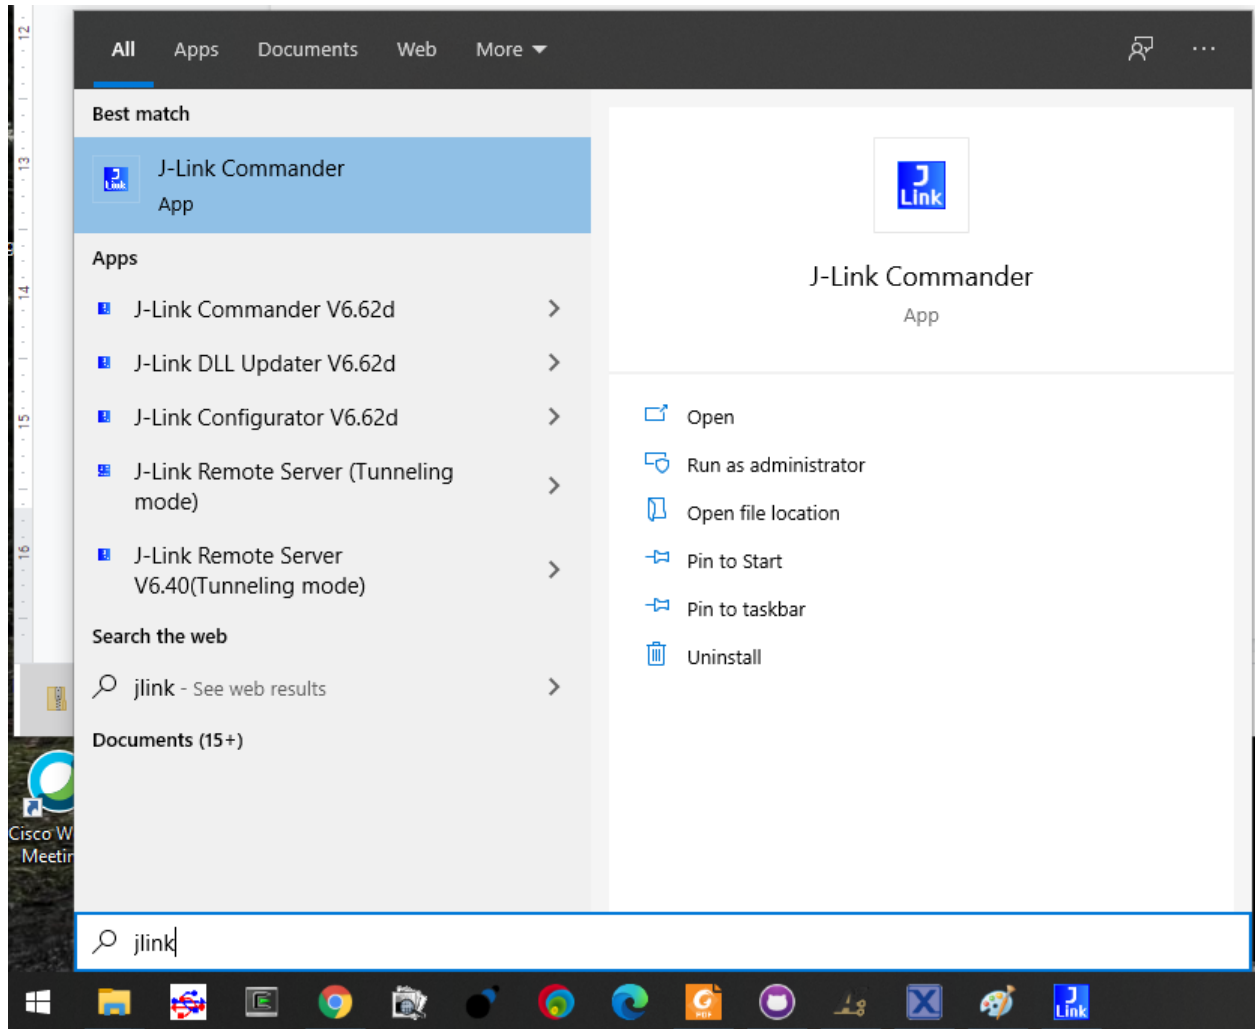 12
13
14
15
16
All Apps Documents Web More
Best match
J-Link Commander
App
Apps
J-Link Commander V6.62d
J-Link DLL Updater V6.62d
J-Link Configurator V6.62d
J-Link Remote Server (Tunneling
mode)
J-Link Remote Server
V6.40(Tunneling mode)
Search the web
jlink - See web results
Documents (15+)
J
Link
J-Link Commander
App
Open
Run as administrator
Open file location
Pin to Start
Pin to taskbar
Uninstall
Cisco W
Meetin
jlink
PDF
J
Link